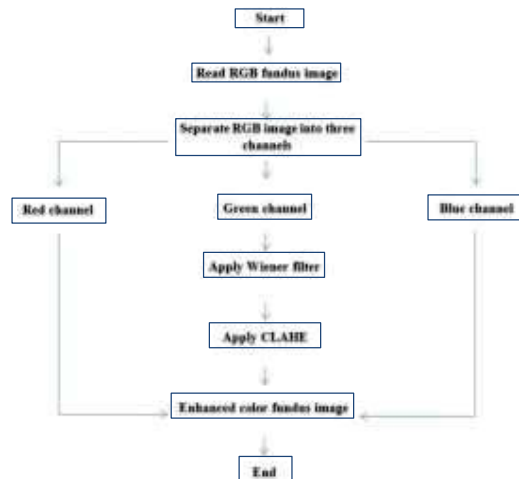 Start
Read RGB fundus image
Separate RGB image into three
channels
Red channel
Green channel
Blue channel
Apply Wiener filter
Apply CLAHE
Enhanced color fundus image
End